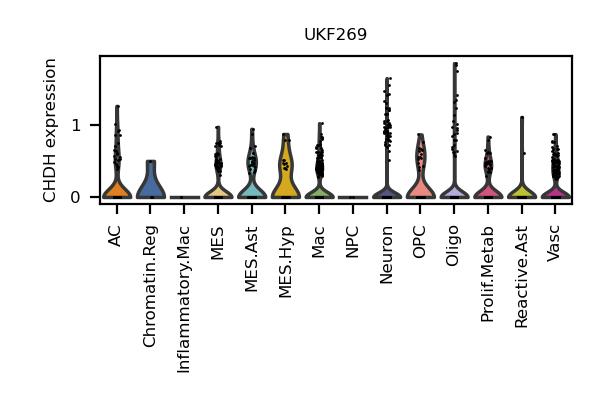 UKF269
CHDH expression
1
0
AC
Chromatin.Reg
Inflammatory.Mac
MES
MES.Ast
MES.Hyp
Mac
NPC
Neuron
OPC
Oligo
Prolif.Metab
Reactive.Ast
Vasc